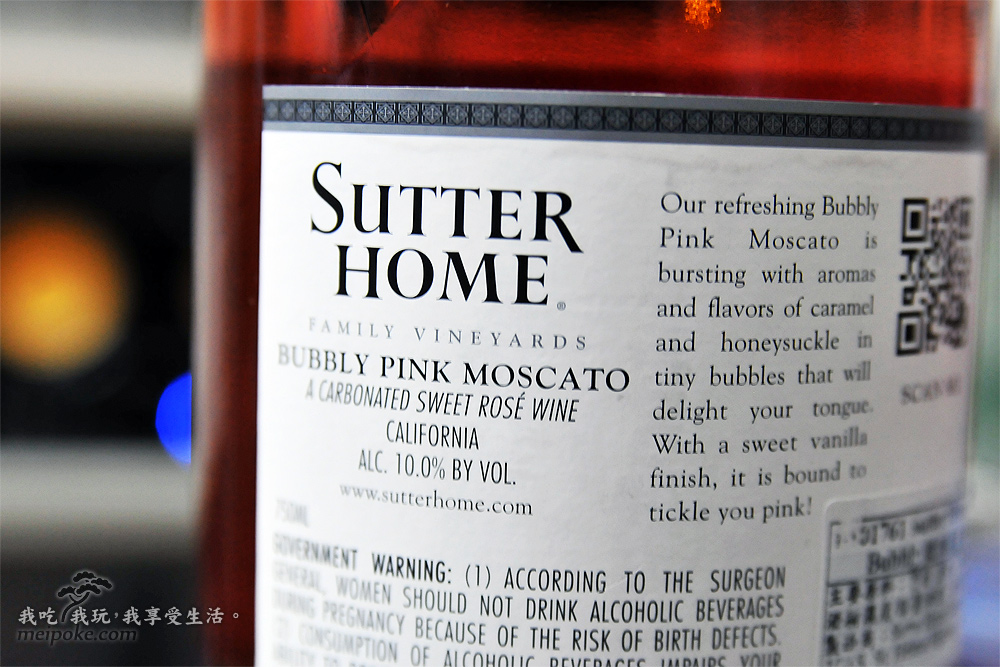 SUTTER
HOME®
FAMILY VINEYARDS
BUBBLY PINK MOSCATO
A CARBONATED SWEET ROSÉ WINE
CALIFORNIA
ALC. 10.0% BY VOL.
www.sutterhome.com
750ML
Our refreshing Bubbly
Pink Moscato is
bursting with aromas
and flavors of caramel
and honeysuckle in
tiny bubbles that will
delight your tongue.
With a sweet vanilla
finish, it is bound to
tickle you pink!
SCAN ME
GOVERNMENT WARNING: (1) ACCORDING TO THE SURGEON
GENERAL, WOMEN SHOULD NOT DRINK ALCOHOLIC BEVERAGES
DURING PREGNANCY BECAUSE OF THE RISK OF BIRTH DEFECTS.
CONSUMPTION OF ALCOHOLIC BEVERAGES IMPAIRS YOUR
Bubbly
我吃,我玩,我享受生活。
meipoke.com